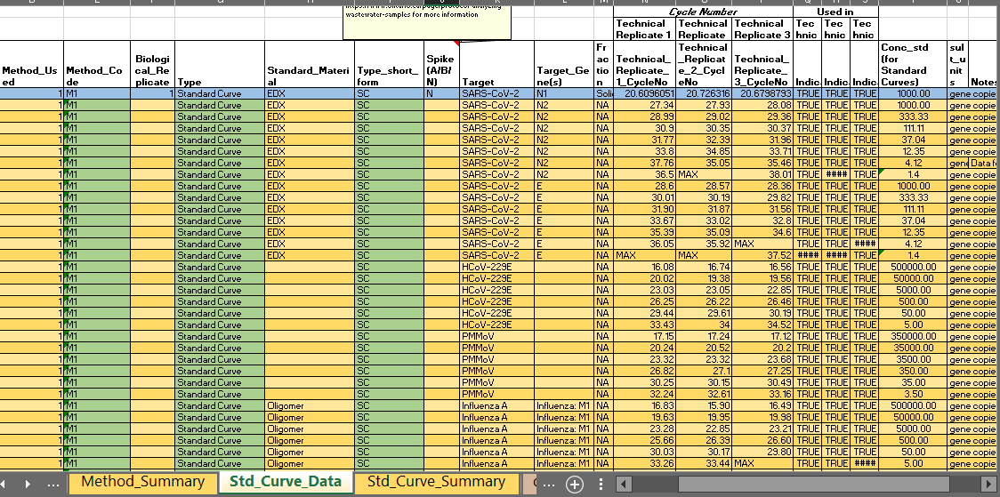 wastewater-samples for more information
Cycle Number Used in
Technical Replicate 1 Technical Replicate Technical Replicate 3 Tec hnic Tec hnic Tec hnic
Method_Us ed Method_Co de Biologi cal_Re plicate Type Standard_Materi al Type_short_ form Spike (A/B/ N) Target Target_Ge ne(s) Fr ac tio n Technical_ Replicate_ 1_CycleNo Technical _Replicat e_2_Cycl eNo Technical_ Replicate_ 3_CycleNo Indic Indic Indic Conc_std (for Standard Curves) sul t_u nit s Notes
1 M1 1 Standard Curve EDX SC N SARS-CoV-2 N1 Soli 20.6096051 20.726316 20.6798793 TRUE TRUE TRUE 1000.00 gene copie
1 M1 Standard Curve EDX SC SARS-CoV-2 N2 NA 27.34 27.93 28.08 TRUE TRUE TRUE 1000.00 gene copie
1 M1 Standard Curve EDX SC SARS-CoV-2 N2 NA 28.99 29.02 29.36 TRUE TRUE TRUE 333.33 gene copie
1 M1 Standard Curve EDX SC SARS-CoV-2 N2 NA 30.9 30.35 30.37 TRUE TRUE TRUE 111.11 gene copie
1 M1 Standard Curve EDX SC SARS-CoV-2 N2 NA 31.77 32.39 31.96 TRUE TRUE TRUE 37.04 gene copie
1 M1 Standard Curve EDX SC SARS-CoV-2 N2 NA 33.8 34.85 33.71 TRUE TRUE TRUE 12.35 gene copie
1 M1 Standard Curve EDX SC SARS-CoV-2 N2 NA 37.76 35.05 35.46 TRUE TRUE TRUE 4.12 gene Data f
1 M1 Standard Curve EDX SC SARS-CoV-2 N2 NA 36.5 MAX 38.01 TRUE #### TRUE 1.4 gene copie
1 M1 Standard Curve EDX SC SARS-CoV-2 E NA 28.6 28.57 28.36 TRUE TRUE TRUE 1000.00 gene copie
1 M1 Standard Curve EDX SC SARS-CoV-2 E NA 30.01 30.19 29.82 TRUE TRUE TRUE 333.33 gene copie
1 M1 Standard Curve EDX SC SARS-CoV-2 E NA 31.90 31.87 31.56 TRUE TRUE TRUE 111.11 gene copie
1 M1 Standard Curve EDX SC SARS-CoV-2 E NA 33.67 33.02 32.8 TRUE TRUE TRUE 37.04 gene copie
1 M1 Standard Curve EDX SC SARS-CoV-2 E NA 35.39 35.09 34.6 TRUE TRUE TRUE 12.35 gene copie
1 M1 Standard Curve EDX SC SARS-CoV-2 E NA 36.05 35.92 MAX TRUE TRUE #### 4.12 gene copie
1 M1 Standard Curve EDX SC SARS-CoV-2 E NA MAX MAX 37.52 #### #### TRUE 1.4 gene copie
1 M1 Standard Curve SC HCoV-229E NA 16.08 16.74 16.56 TRUE TRUE TRUE 500000.00 gene copie
1 M1 Standard Curve SC HCoV-229E NA 20.02 19.38 19.56 TRUE TRUE TRUE 50000.00 gene copie
1 M1 Standard Curve SC HCoV-229E NA 23.03 23.05 22.85 TRUE TRUE TRUE 5000.00 gene copie
1 M1 Standard Curve SC HCoV-229E NA 26.25 26.22 26.46 TRUE TRUE TRUE 500.00 gene copie
1 M1 Standard Curve SC HCoV-229E NA 29.44 29.61 30.19 TRUE TRUE TRUE 50.00 gene copie
1 M1 Standard Curve SC HCoV-229E NA 33.43 34 34.52 TRUE TRUE TRUE 5.00 gene copie
1 M1 Standard Curve SC PMMoV NA 17.15 17.24 17.12 TRUE TRUE TRUE 350000.00 gene copie
1 M1 Standard Curve SC PMMoV NA 20.24 20.52 20.2 TRUE TRUE TRUE 35000.00 gene copie
1 M1 Standard Curve SC PMMoV NA 23.32 23.32 23.68 TRUE TRUE TRUE 3500.00 gene copie
1 M1 Standard Curve SC PMMoV NA 26.82 27.1 27.25 TRUE TRUE TRUE 350.00 gene copie
1 M1 Standard Curve SC PMMoV NA 30.25 30.15 30.49 TRUE TRUE TRUE 35.00 gene copie
1 M1 Standard Curve SC PMMoV NA 32.24 32.61 33.16 TRUE TRUE TRUE 3.50 gene copie
1 M1 Standard Curve Oligomer SC Influenza A Influenza: M1 NA 16.83 15.90 16.49 TRUE TRUE TRUE 500000.00 gene copie
1 M1 Standard Curve Oligomer SC Influenza A Influenza: M1 NA 19.63 19.95 19.98 TRUE TRUE TRUE 50000.00 gene copie
1 M1 Standard Curve Oligomer SC Influenza A Influenza: M1 NA 23.28 22.85 23.21 TRUE TRUE TRUE 5000.00 gene copie
1 M1 Standard Curve Oligomer SC Influenza A Influenza: M1 NA 25.66 26.39 26.60 TRUE TRUE TRUE 500.00 gene copie
1 M1 Standard Curve Oligomer SC Influenza A Influenza: M1 NA 30.03 30.17 29.80 TRUE TRUE TRUE 50.00 gene copie
1 M1 Standard Curve Oligomer SC Influenza A Influenza: M1 NA 33.26 33.44 MAX TRUE TRUE #### 5.00 gene copie
... Method_Summary Std_Curve_Data Std_Curve_Summary ...